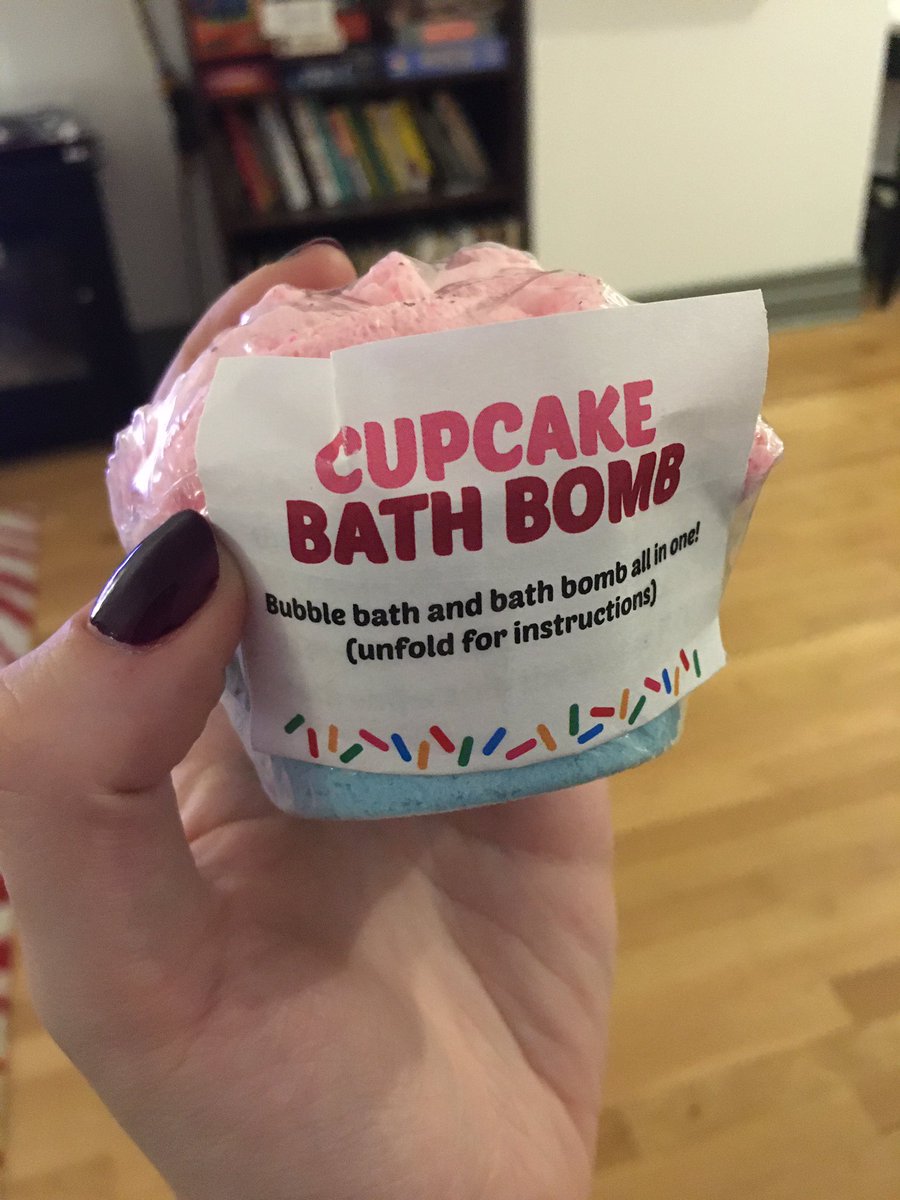 CUPCAKE
BATH BOMB
Bubble bath and bath bomb all in one!
(unfold for instructions)